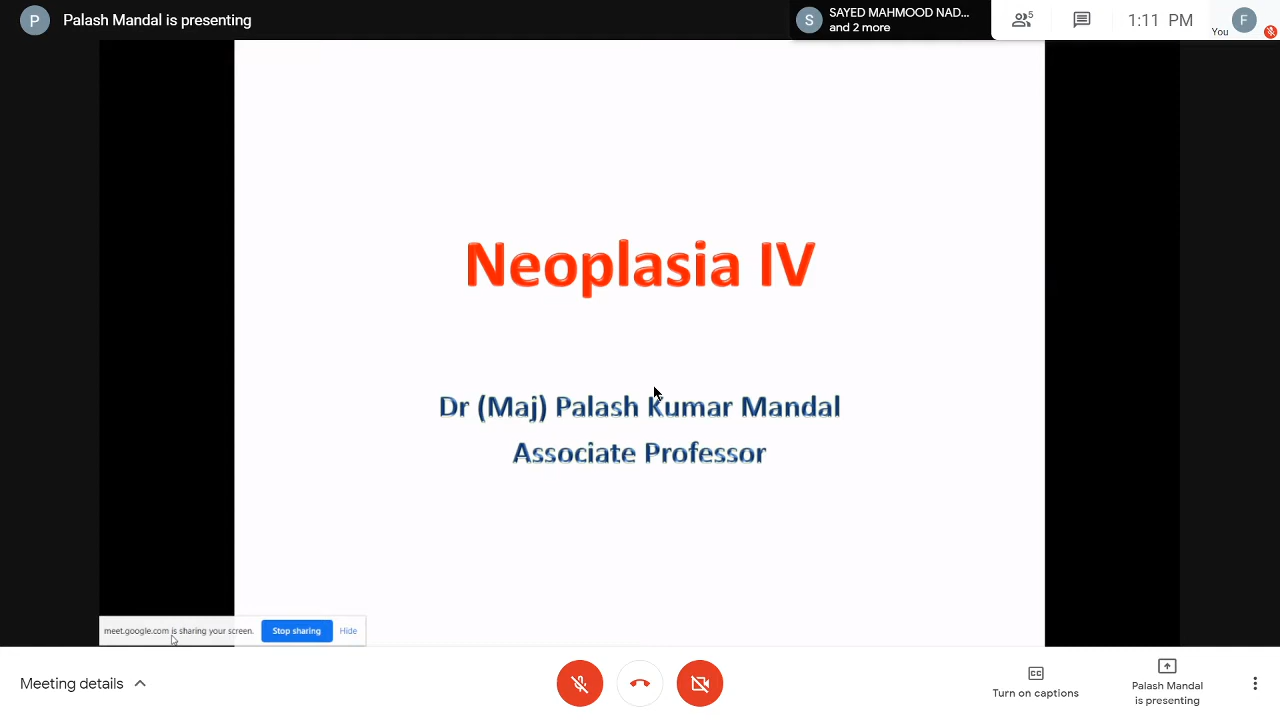 P
Palash Mandal is presenting
S
SAYED MAHMOOD NAD...
and 2 more
5
1:11 PM
You
F
Neoplasia IV
Dr (Maj) Palash Kumar Mandal
Associate Professor
meet.google.com is sharing your screen.
Stop sharing
Hide
Meeting details
CC
Turn on captions
Palash Mandal
is presenting